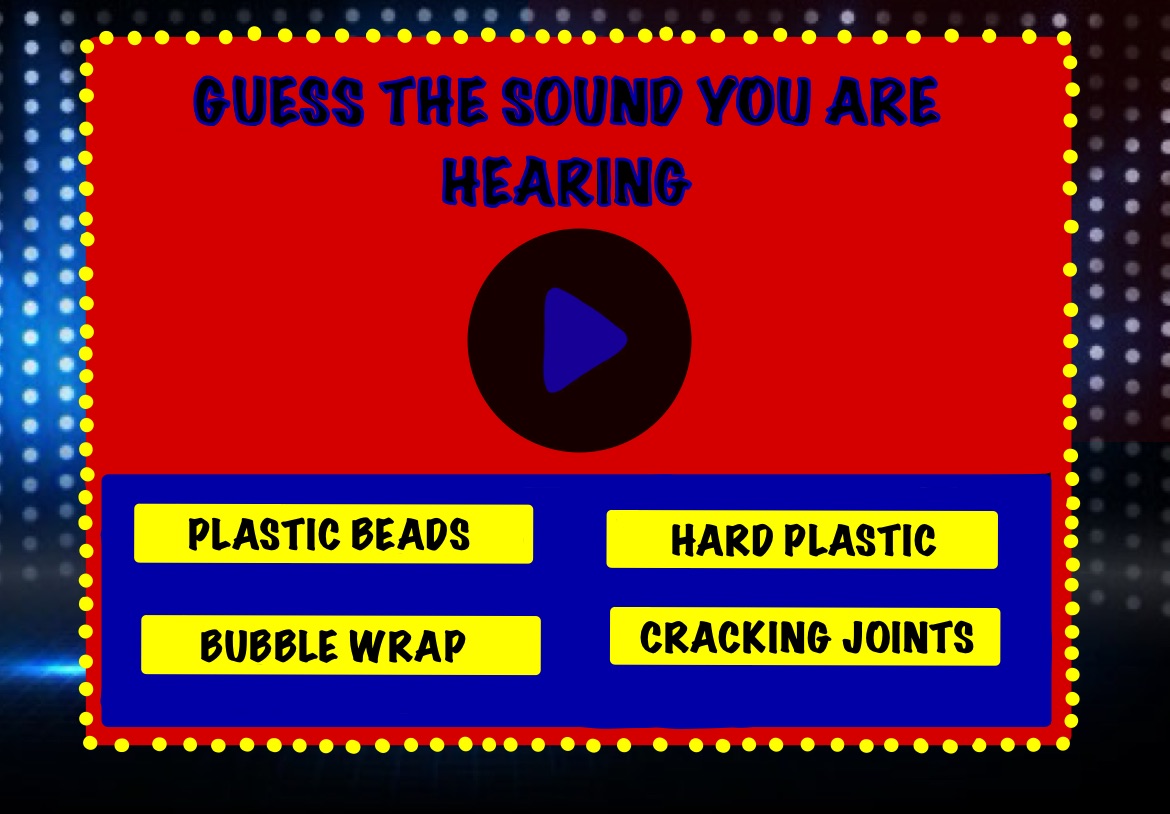 GUESS THE SOUND YOU ARE
HEARING
PLASTIC BEADS
HARD PLASTIC
BUBBLE WRAP
CRACKING JOINTS